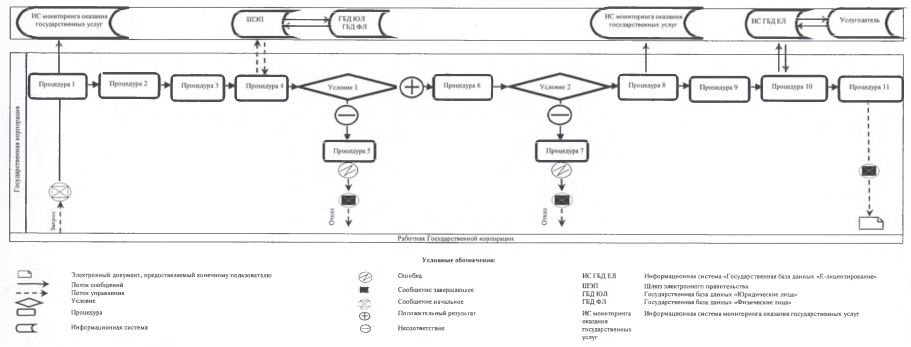 ИС мониторинга оказания
государственных услуг
ШЭП
ГБД ЮЛ
ГБД ФЛ
ИС мониторинга оказания
государственных услуг
ИС ГБД ЕЛ
Услугодатель
Государственная корпорация
Процедура 1
Процедура 2
Процедура 3
Процедура 4
Условие 1
Процедура 6
Условие 2
Процедура 8
Процедура 9
Процедура 10
Процедура 11
Процедура 5
Процедура 7
Запрос
Отказ
Отказ
Работник Государственной корпорации
Условные обозначения:
Электронный документ, предоставляемый конечному пользователю
Поток сообщений
Поток управления
Условие
Процедура
Информационная система
Ошибка
Сообщение завершающее
Сообщение начальное
Положительный результат
Несоответствие
ИС ГБД ЕЛ Информационная система «Государственная база данных «Е-лицензирование»
ШЭП Шлюз электронного правительства
ГБД ЮЛ Государственная база данных «Юридические лица»
ГБД ФЛ Государственная база данных «Физические лица»
ИС мониторинга Информационная система мониторинга оказания государственных услуг
оказания
государственных
услуг